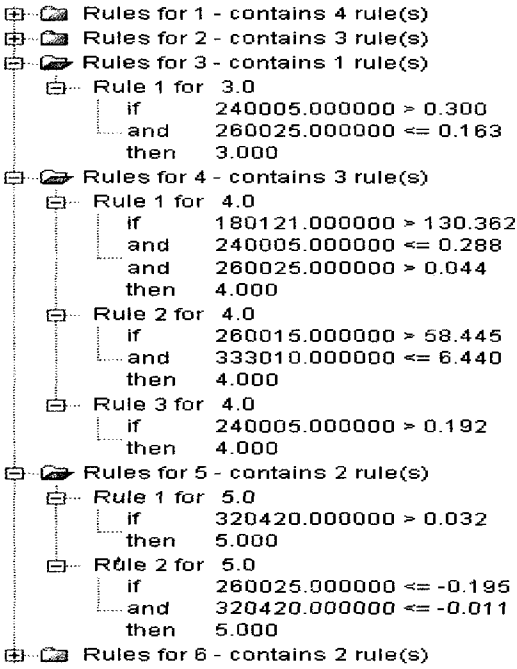 Rules for 1 - contains 4 rule(s)
Rules for 2 - contains 3 rule(s)
Rules for 3 - contains 1 rule(s)
Rule 1 for 3.0
if 240005.000000 > 0.300
and 260025.000000 <= 0.163
then 3.000
Rules for 4 - contains 3 rule(s)
Rule 1 for 4.0
if 180121.000000 > 130.362
and 240005.000000 <= 0.288
and 260025.000000 > 0.044
then 4.000
Rule 2 for 4.0
if 260015.000000 > 58.445
and 333010.000000 <= 6.440
then 4.000
Rule 3 for 4.0
if 240005.000000 > 0.192
then 4.000
Rules for 5 - contains 2 rule(s)
Rule 1 for 5.0
if 320420.000000 > 0.032
then 5.000
Rule 2 for 5.0
if 260025.000000 <= -0.195
and 320420.000000 <= -0.011
then 5.000
Rules for 6 - contains 2 rule(s)